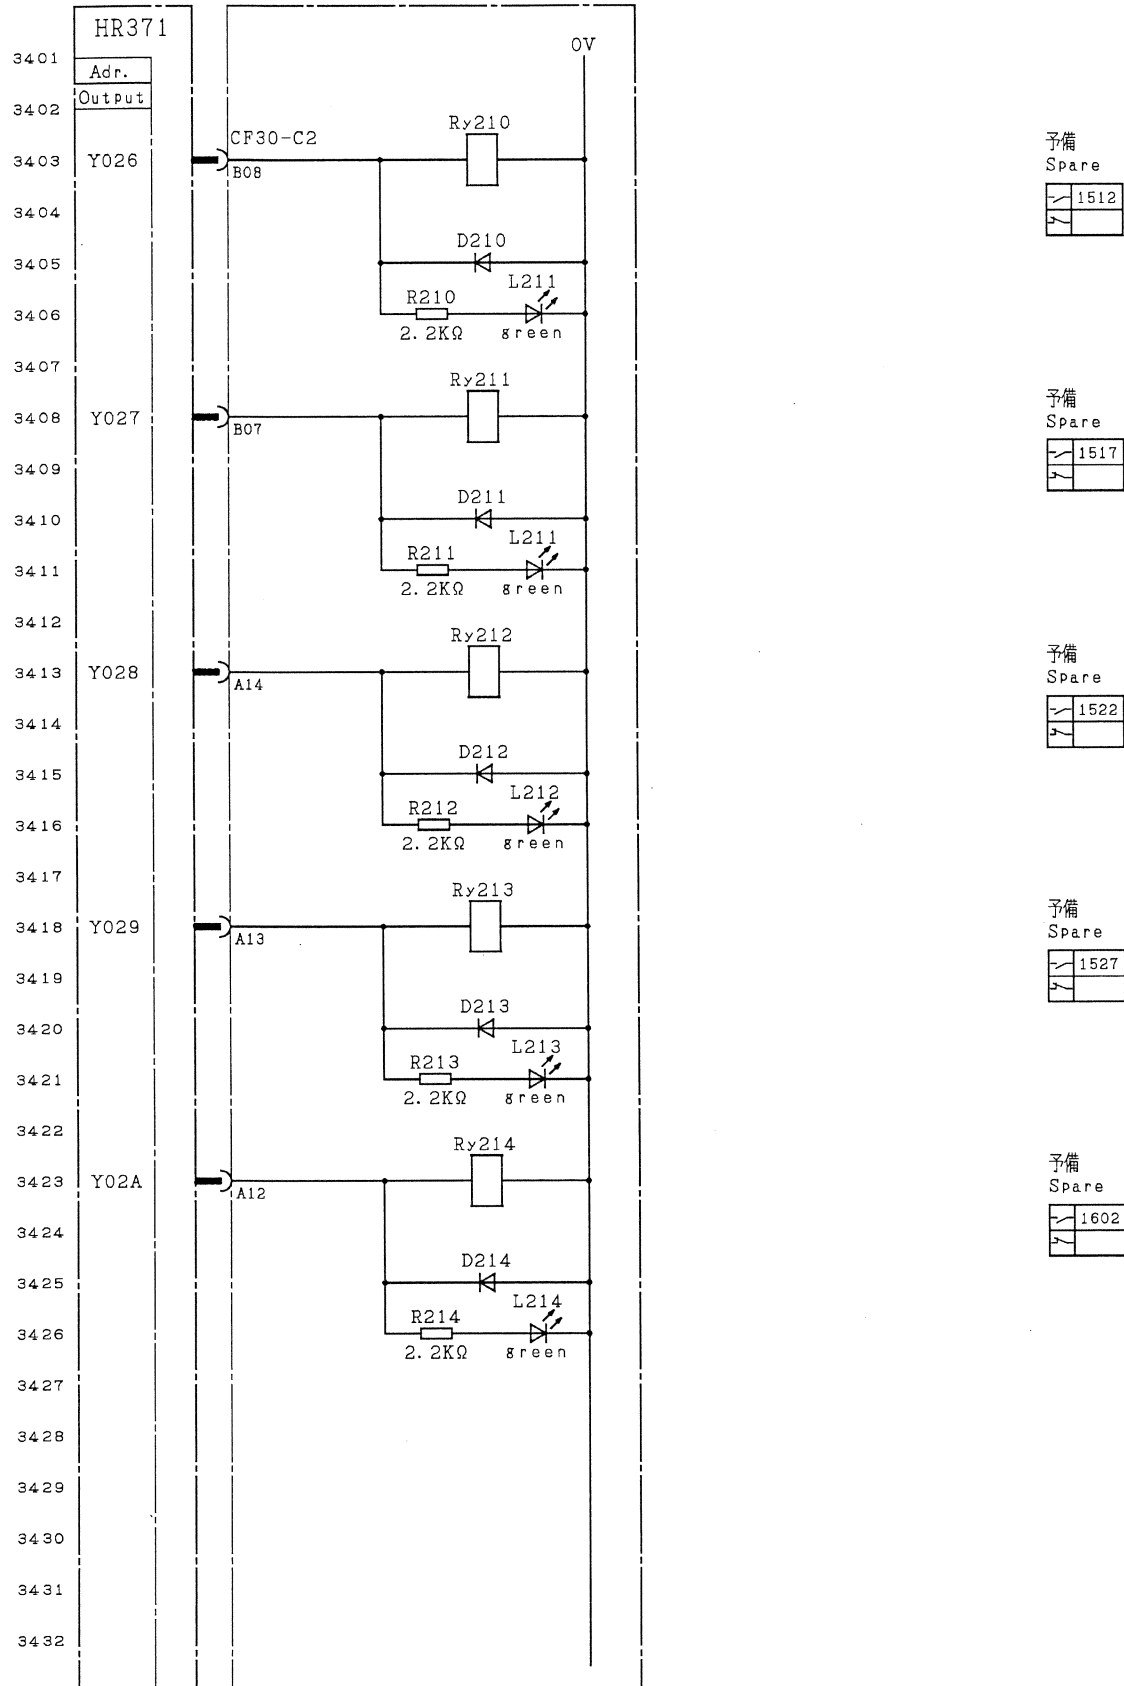 HR371
0V
3401
Adr.
Output
3402
Ry210
CF30-C2
予備
3403 Y026
B08
Spare
1512
3404
D210
3405
L211
R210
3406
2.2KΩ green
3407
Ry211
予備
3408 Y027
B07
Spare
1517
3409
D211
3410
L211
R211
3411
2.2KΩ green
3412
Ry212
予備
3413 Y028
A14
Spare
1522
3414
D212
3415
L212
R212
3416
2.2KΩ green
3417
Ry213
予備
3418 Y029
A13
Spare
1527
3419
D213
3420
L213
R213
3421
2.2KΩ green
3422
Ry214
予備
3423 Y02A
A12
Spare
1602
3424
D214
3425
L214
R214
3426
2.2KΩ green
3427
3428
3429
3430
3431
3432